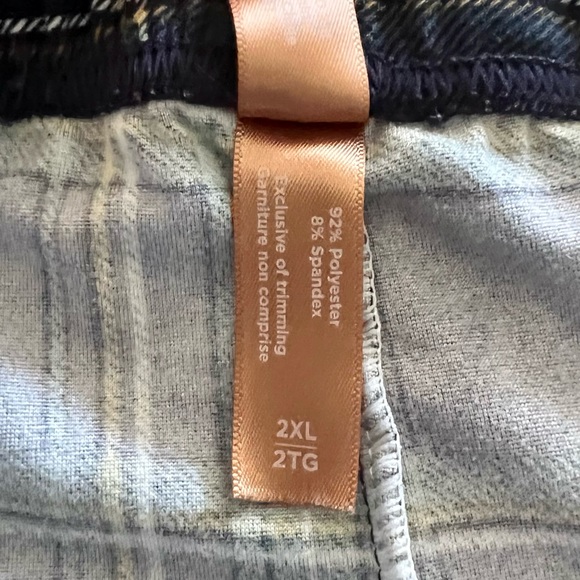 92% Polyester
8% Spandex
Exclusive of trimming
Garniture non comprise
2XL
2TG